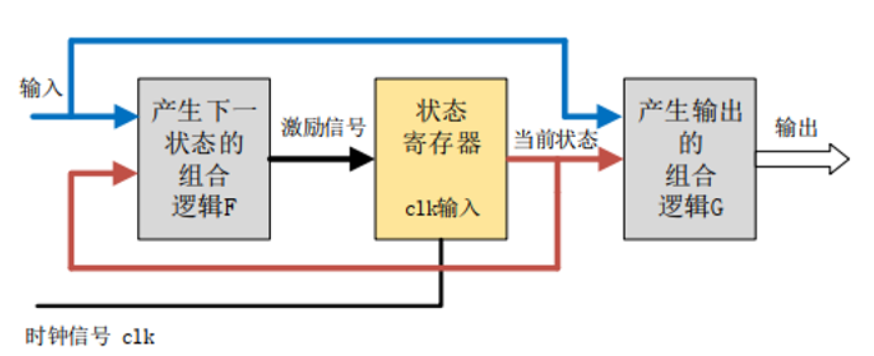 输入
产生下一
状态的
组合
逻辑F
激励信号
状态
寄存器
clk输入
当前状态
产生输出
的
组合
逻辑G
输出
时钟信号 clk